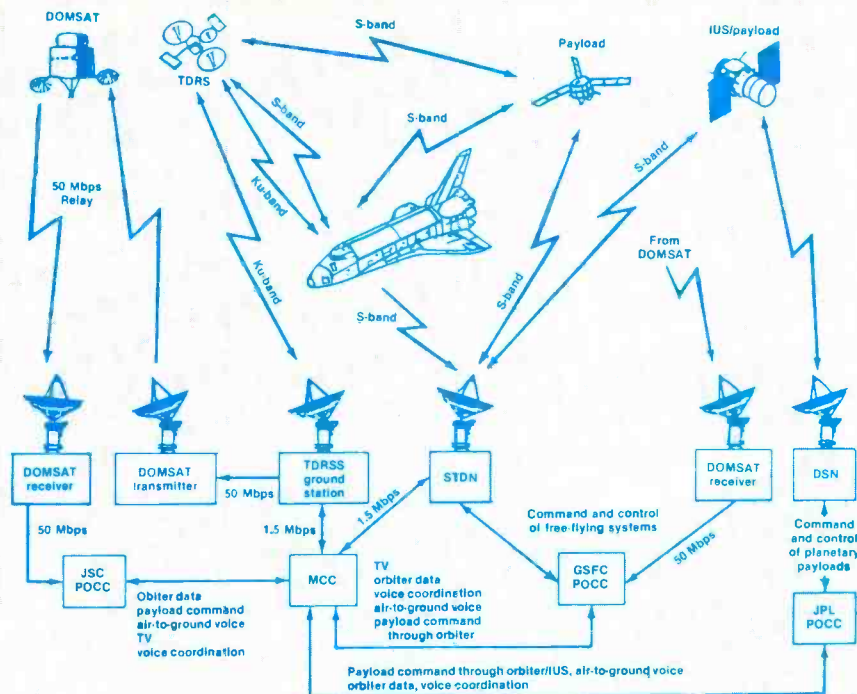 DOMSAT
TDRS
S-band
Payload
IUS/payload
S-band
S-band
Ku-band
S-band
50 Mbps
Relay
From
DOMSAT
Ku-band
S-band
S-band
DOMSAT
receiver
DOMSAT
transmitter
50 Mbps
TDRSS
ground
station
STDN
DOMSAT
receiver
DSN
50 Mbps
1.5 Mbps
1.5 Mbps
Command and control
of free-flying systems
50 Mbps
Command
and control
of planetary
payloads
JSC
POCC
MCC
GSFC
POCC
JPL
POCC
Obiter data
payload command
air-to-ground voice
TV
voice coordination
TV
orbiter data
voice coordination
air-to-ground voice
payload command
through orbiter
Payload command through orbiter/IUS, air-to-ground voice
orbiter data, voice coordination